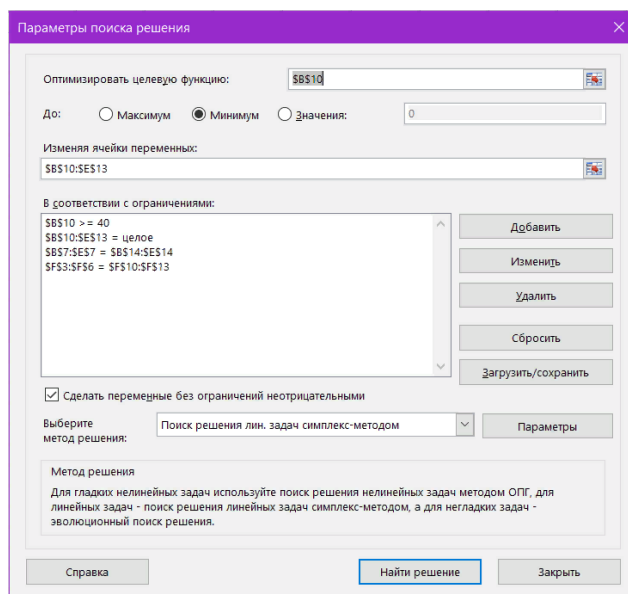 Параметры поиска решения
Оптимизировать целевую функцию: $B$10
До: Максимум Минимум Значения: 0
Изменяя ячейки переменных:
$B$10:$E$13
В соответствии с ограничениями:
$B$10 >= 40
$B$10:$E$13 = целое
$B$7:$E$7 = $B$14:$E$14
$F$3:$F$6 = $F$10:$F$13
Добавить
Изменить
Удалить
Сбросить
Загрузить/сохранить
Сделать переменные без ограничений неотрицательными
Выберите
метод решения:
Поиск решения лин. задач симплекс-методом
Параметры
Метод решения
Для гладких нелинейных задач используйте поиск решения нелинейных задач методом ОПГ, для
линейных задач - поиск решения линейных задач симплекс-методом, а для негладких задач -
эволюционный поиск решения.
Справка Найти решение Закрыть